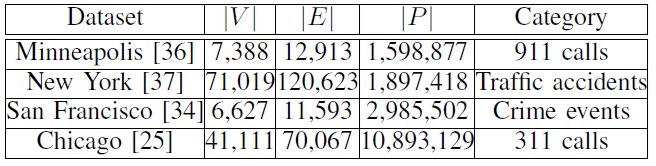 Dataset |V| |E| |P| Category
Minneapolis [36] 7,388 12,913 1,598,877 911 calls
New York [37] 71,019 120,623 1,897,418 Traffic accidents
San Francisco [34] 6,627 11,593 2,985,502 Crime events
Chicago [25] 41,111 70,067 10,893,129 311 calls